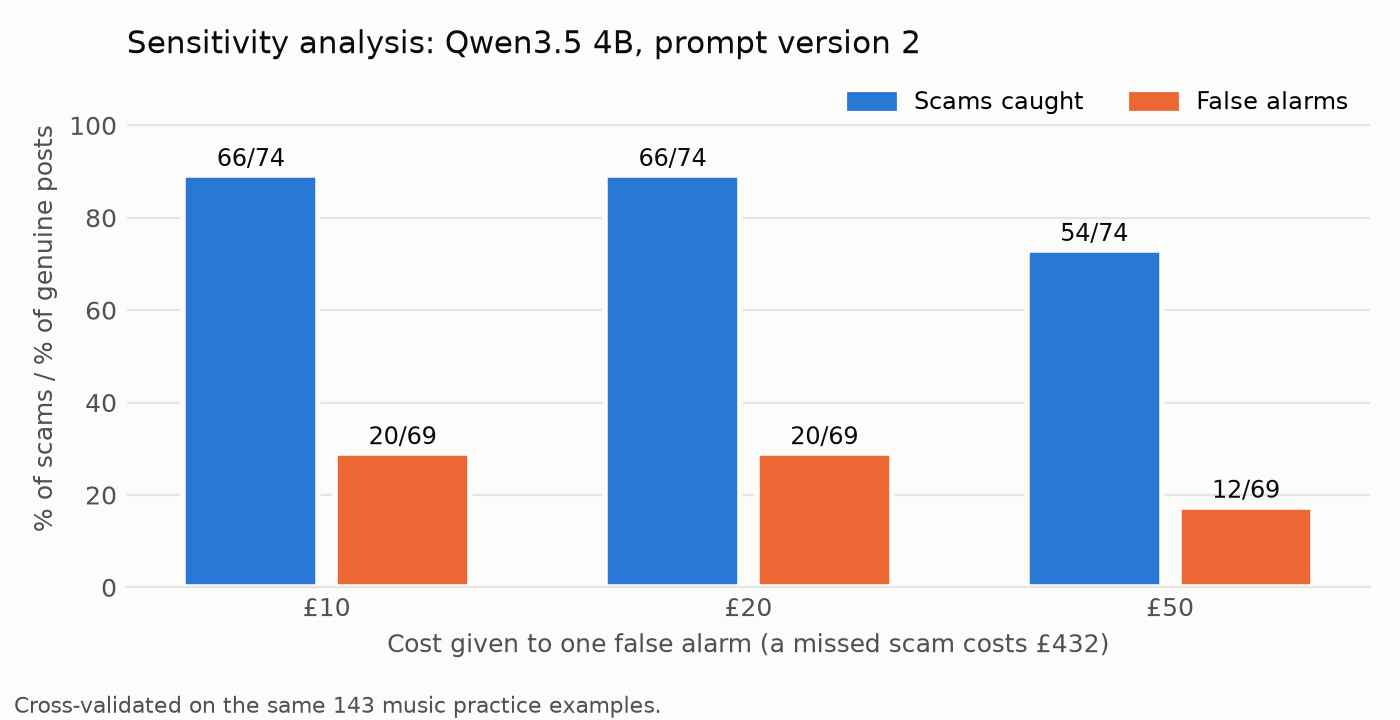 Sensitivity analysis: Qwen3.5 4B, prompt version 2
Scams caught
False alarms
% of scams / % of genuine posts
100
80
60
40
20
0
66/74
20/69
66/74
20/69
54/74
12/69
£10
£20
£50
Cost given to one false alarm (a missed scam costs £432)
Cross-validated on the same 143 music practice examples.